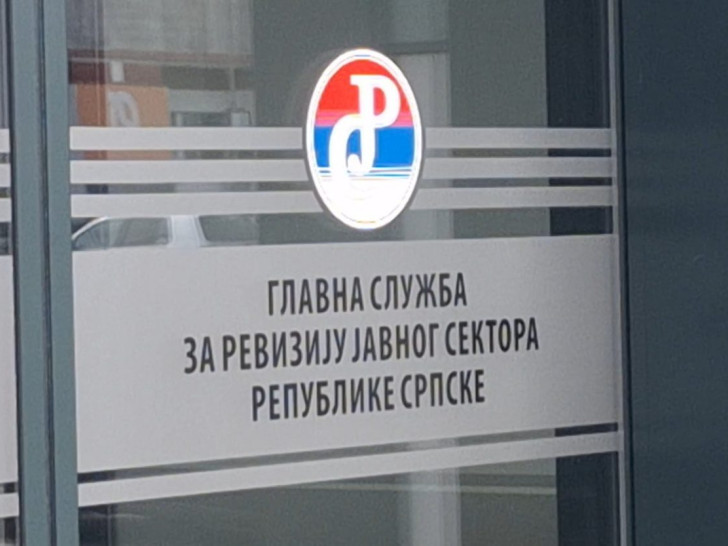 ГЛАВНА СЛУЖБА
ЗА РЕВИЗИЈУ ЈАВНОГ СЕКТОРА
РЕПУБЛИКЕ СРПСКЕ